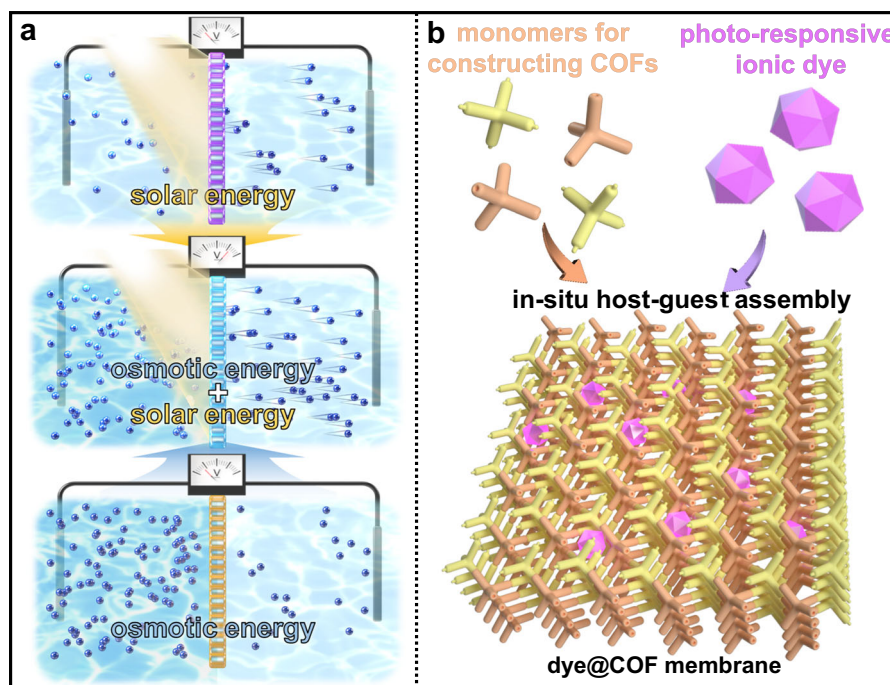 a
V
solar energy
V
osmotic energy
+
solar energy
V
osmotic energy
b
monomers for
constructing COFs
photo-responsive
ionic dye
in-situ host-guest assembly
dye@COF membrane